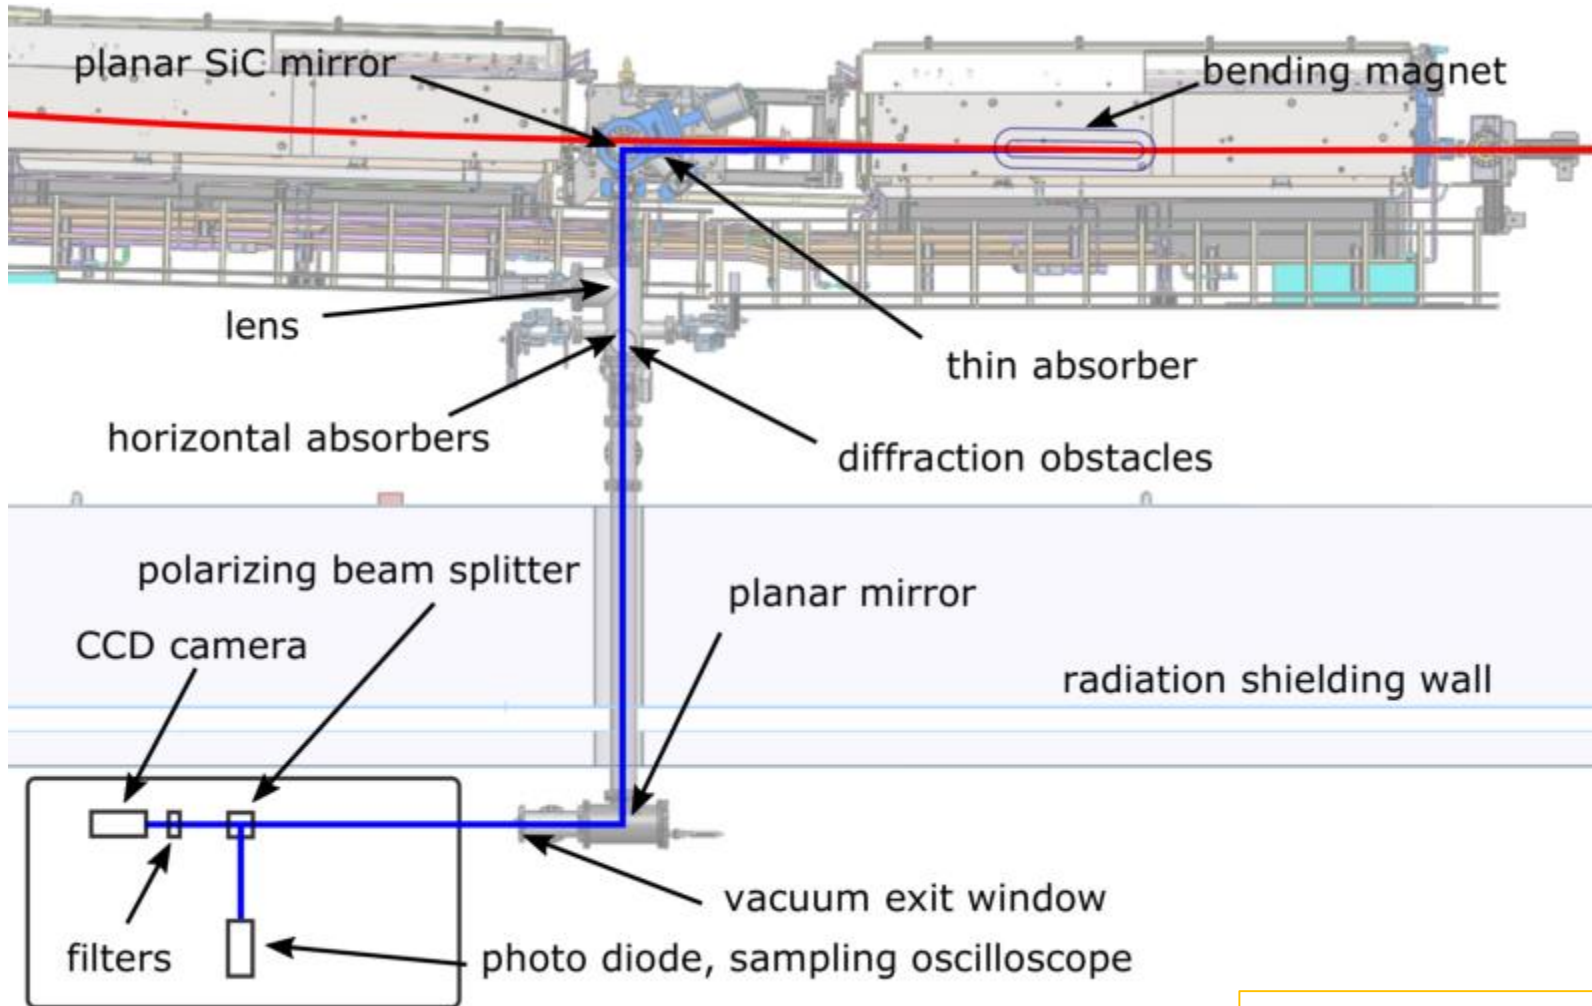 planar SiC mirror
bending magnet
lens
thin absorber
horizontal absorbers
diffraction obstacles
polarizing beam splitter
planar mirror
CCD camera
radiation shielding wall
vacuum exit window
filters
photo diode, sampling oscilloscope